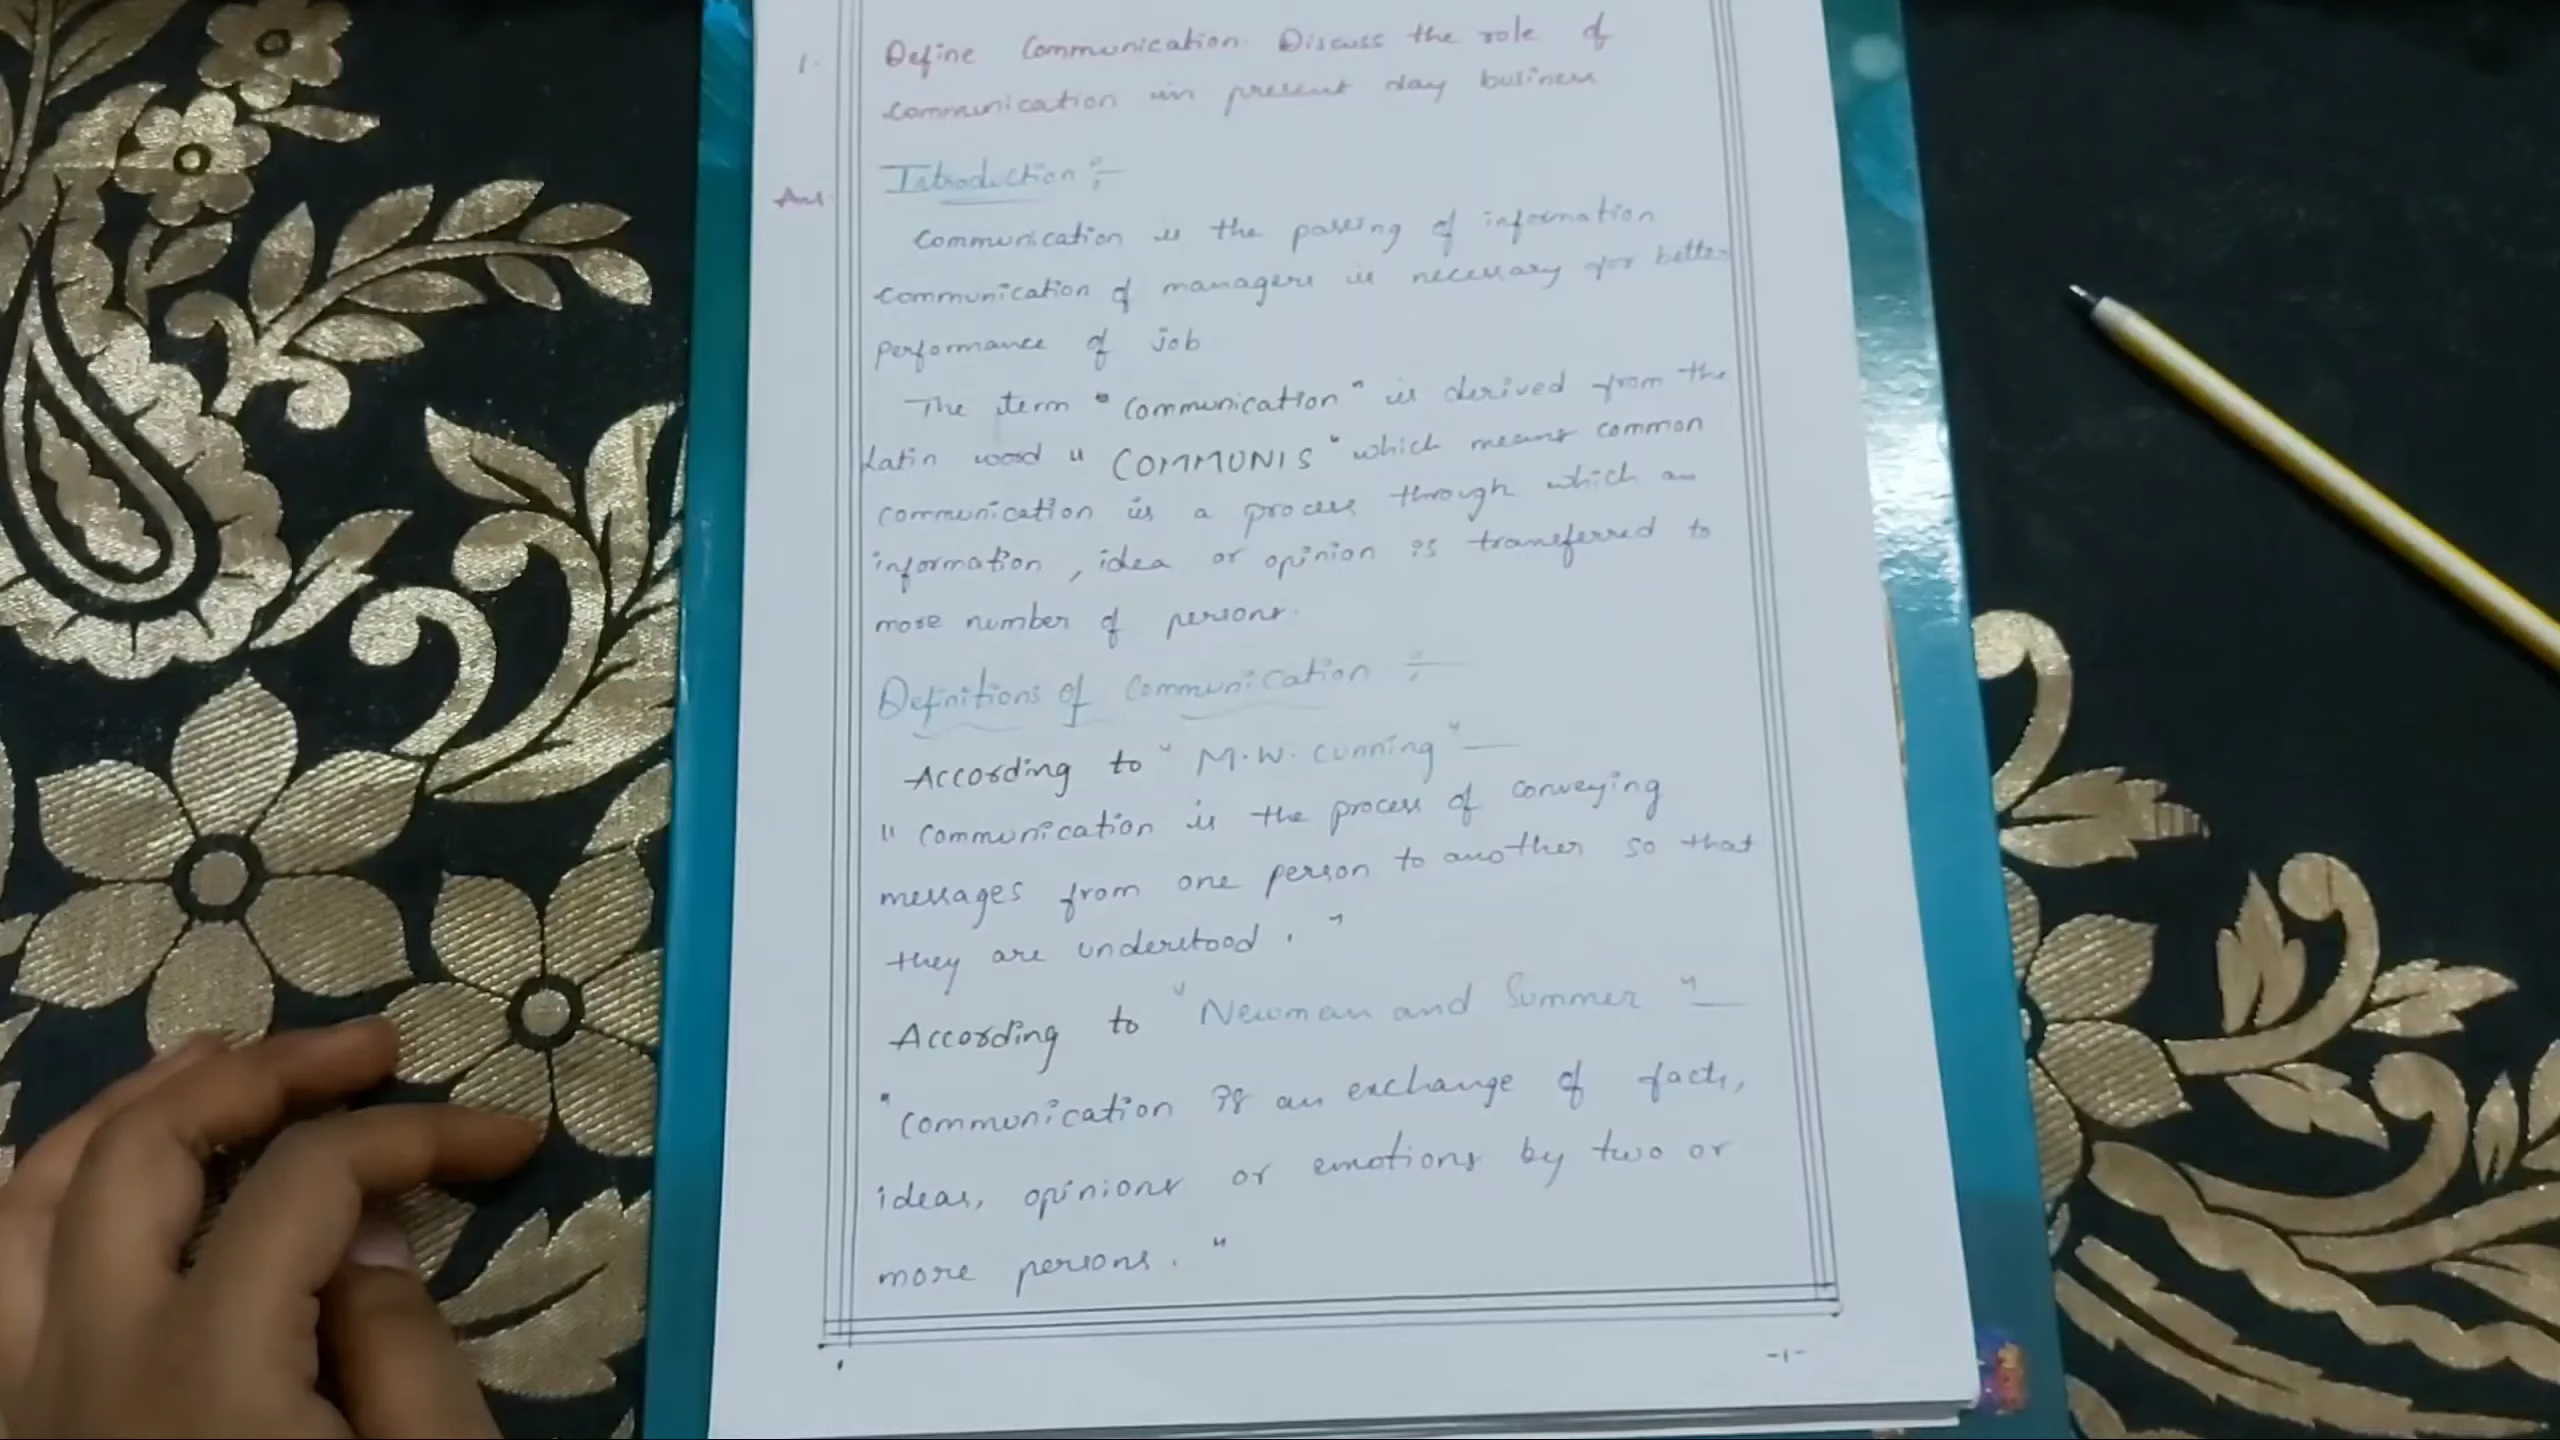 1. Define Communication. Discuss the role of
communication in present day business
Introduction :-
Ans.
Communication is the passing of information
communication of managers is necessary for better
performance of job
The term "Communication" is derived from the
Latin word "COMMUNIS" which means common
communication is a process through which an
information, idea or opinion is transferred to
more number of persons.
Definitions of Communication :-
According to "M.W. Cunning" —
"Communication is the process of conveying
messages from one person to another so that
they are understood."
According to "Newman and Summer" —
"Communication is an exchange of facts,
ideas, opinions or emotions by two or
more persons."
-1-